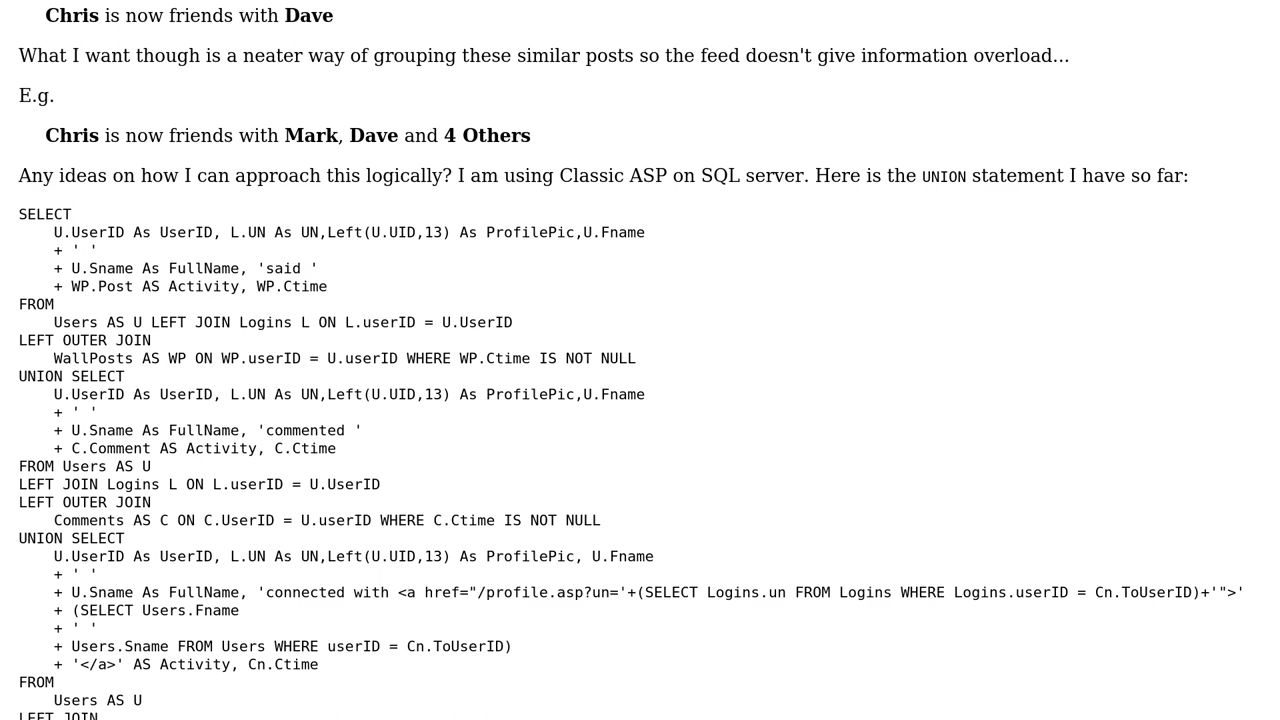 Chris is now friends with Dave
What I want though is a neater way of grouping these similar posts so the feed doesn't give information overload...
E.g.
Chris is now friends with Mark, Dave and 4 Others
Any ideas on how I can approach this logically? I am using Classic ASP on SQL server. Here is the UNION statement I have so far:
SELECT
    U.UserID As UserID, L.UN As UN,Left(U.UID,13) As ProfilePic,U.Fname
    + ' '
    + U.Sname As FullName, 'said '
    + WP.Post AS Activity, WP.Ctime
FROM
    Users AS U LEFT JOIN Logins L ON L.userID = U.UserID
LEFT OUTER JOIN
    WallPosts AS WP ON WP.userID = U.userID WHERE WP.Ctime IS NOT NULL
UNION SELECT
    U.UserID As UserID, L.UN As UN,Left(U.UID,13) As ProfilePic,U.Fname
    + ' '
    + U.Sname As FullName, 'commented '
    + C.Comment AS Activity, C.Ctime
FROM Users AS U
LEFT JOIN Logins L ON L.userID = U.UserID
LEFT OUTER JOIN
    Comments AS C ON C.UserID = U.userID WHERE C.Ctime IS NOT NULL
UNION SELECT
    U.UserID As UserID, L.UN As UN,Left(U.UID,13) As ProfilePic, U.Fname
    + ' '
    + U.Sname As FullName, 'connected with <a href="/profile.asp?un='+(SELECT Logins.un FROM Logins WHERE Logins.userID = Cn.ToUserID)+'">'
    + (SELECT Users.Fname
    + ' '
    + Users.Sname FROM Users WHERE userID = Cn.ToUserID)
    + '</a>' AS Activity, Cn.Ctime
FROM
    Users AS U
LEFT JOIN